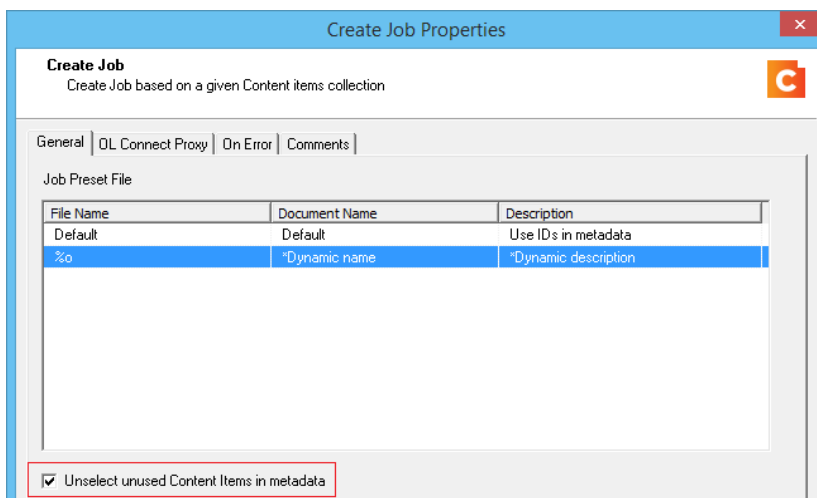 Create Job Properties
Create Job
Create Job based on a given Content items collection
C
General OL Connect Proxy On Error Comments
Job Preset File
File Name Document Name Description
Default Default Use IDs in metadata
%o *Dynamic name *Dynamic description
Unselect unused Content Items in metadata